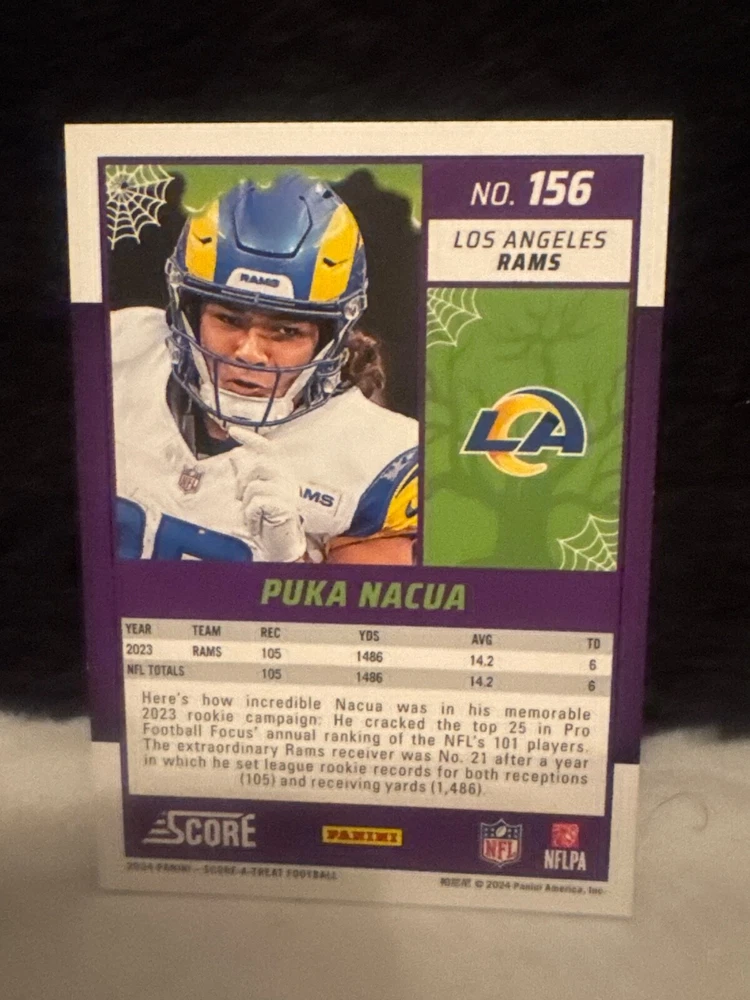 NO. 156
LOS ANGELES
RAMS
RAMS
LA
PUKA NACUA
YEAR TEAM REC YDS AVG TD
2023 RAMS 105 1486 14.2 6
NFL TOTALS 105 1486 14.2 6
Here's how incredible Nacua was in his memorable
2023 rookie campaign: He cracked the top 25 in Pro
Football Focus' annual ranking of the NFL's 101 players.
The extraordinary Rams receiver was No. 21 after a year
in which he set league rookie records for both receptions
(105) and receiving yards (1,486).
SCORE
PANINI
NFL
NFLPA
2024 PANINI – SCORE-A-TREAT FOOTBALL
© 2024 Panini America, Inc.